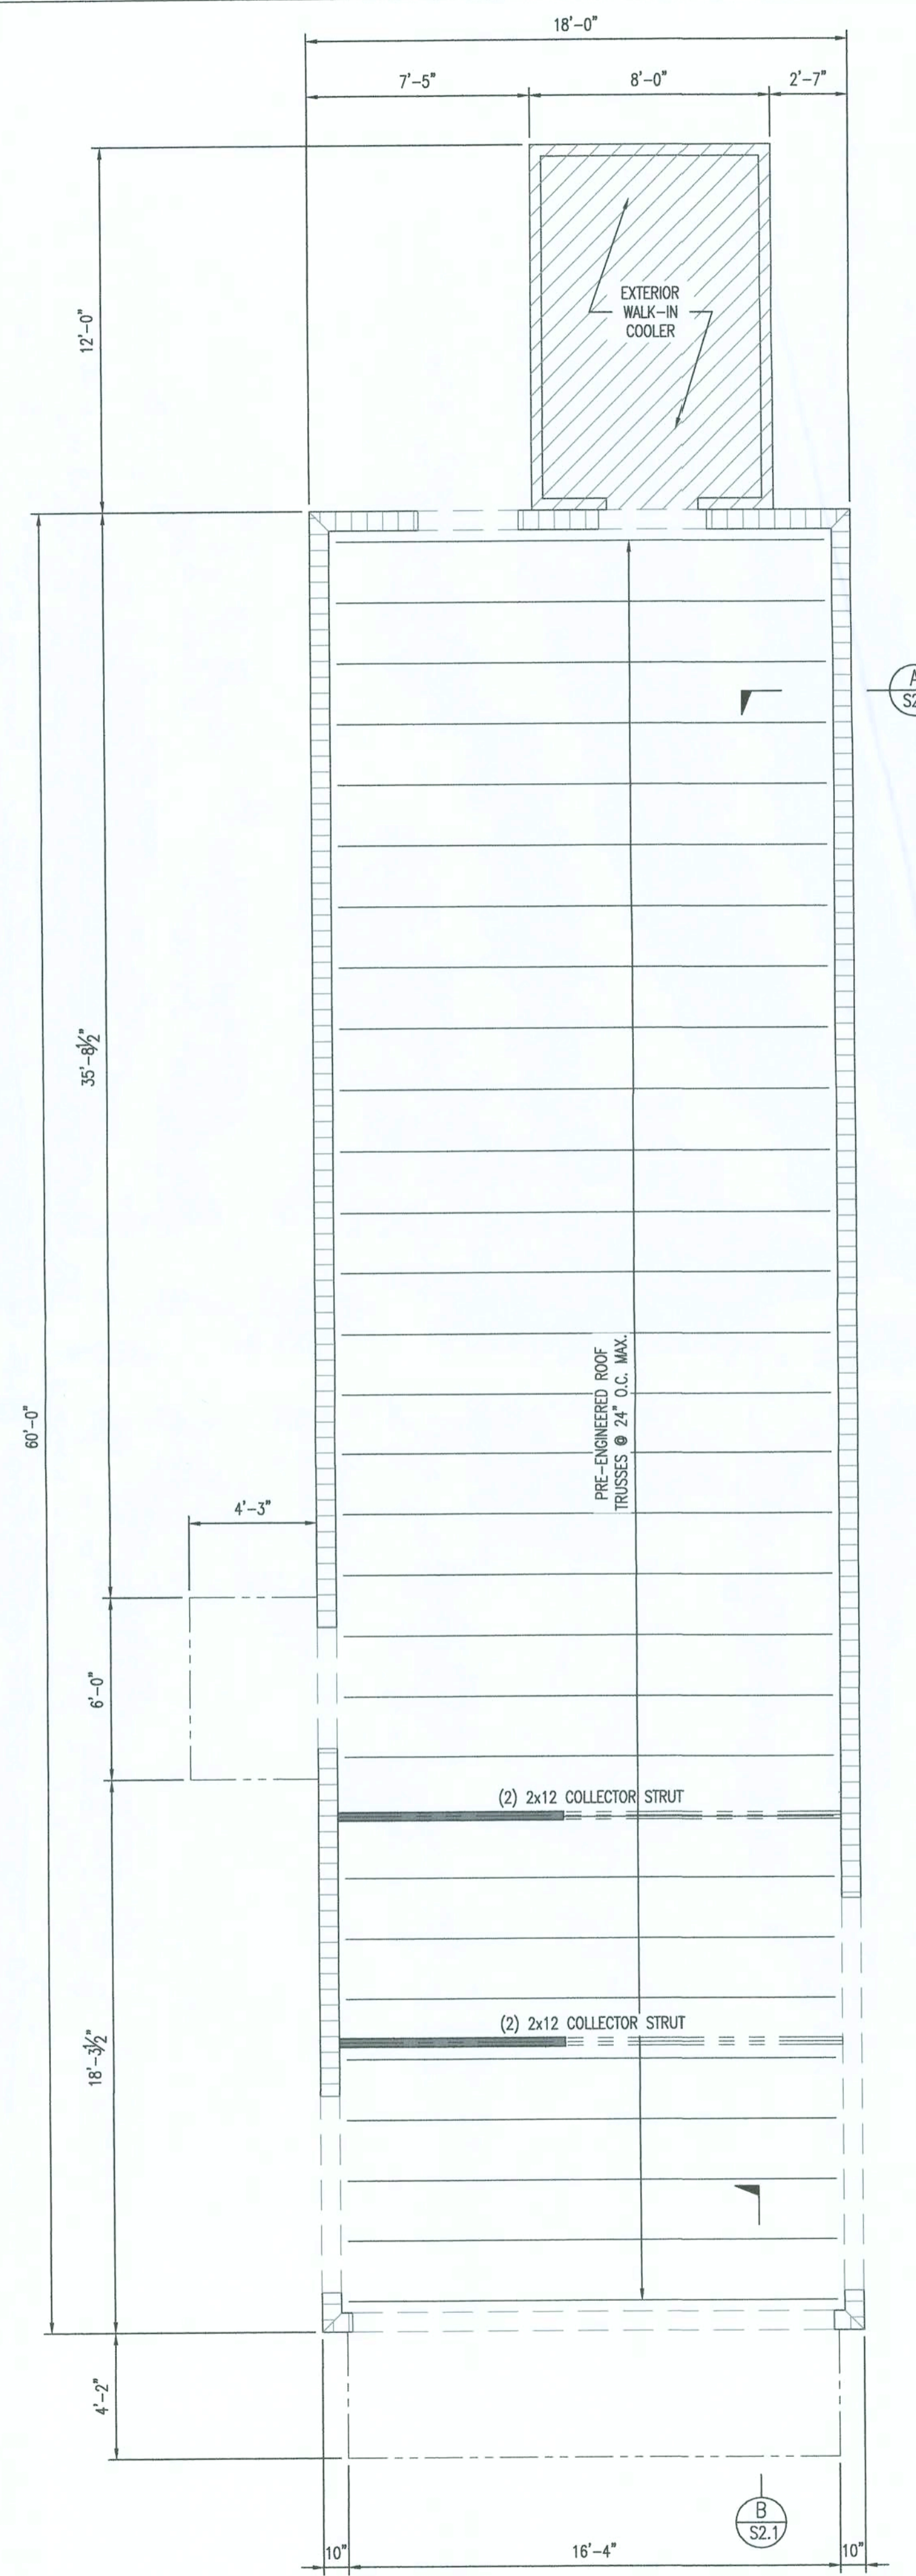 18'-0"
7'-5"
8'-0"
2'-7"
12'-0"
EXTERIOR
WALK-IN
COOLER
A
S2
35'-8½"
60'-0"
PRE-ENGINEERED ROOF
TRUSSES @ 24" O.C. MAX.
4'-3"
6'-0"
(2) 2x12 COLLECTOR STRUT
(2) 2x12 COLLECTOR STRUT
18'-3½"
4'-2"
B
S2.1
10"
16'-4"
10"